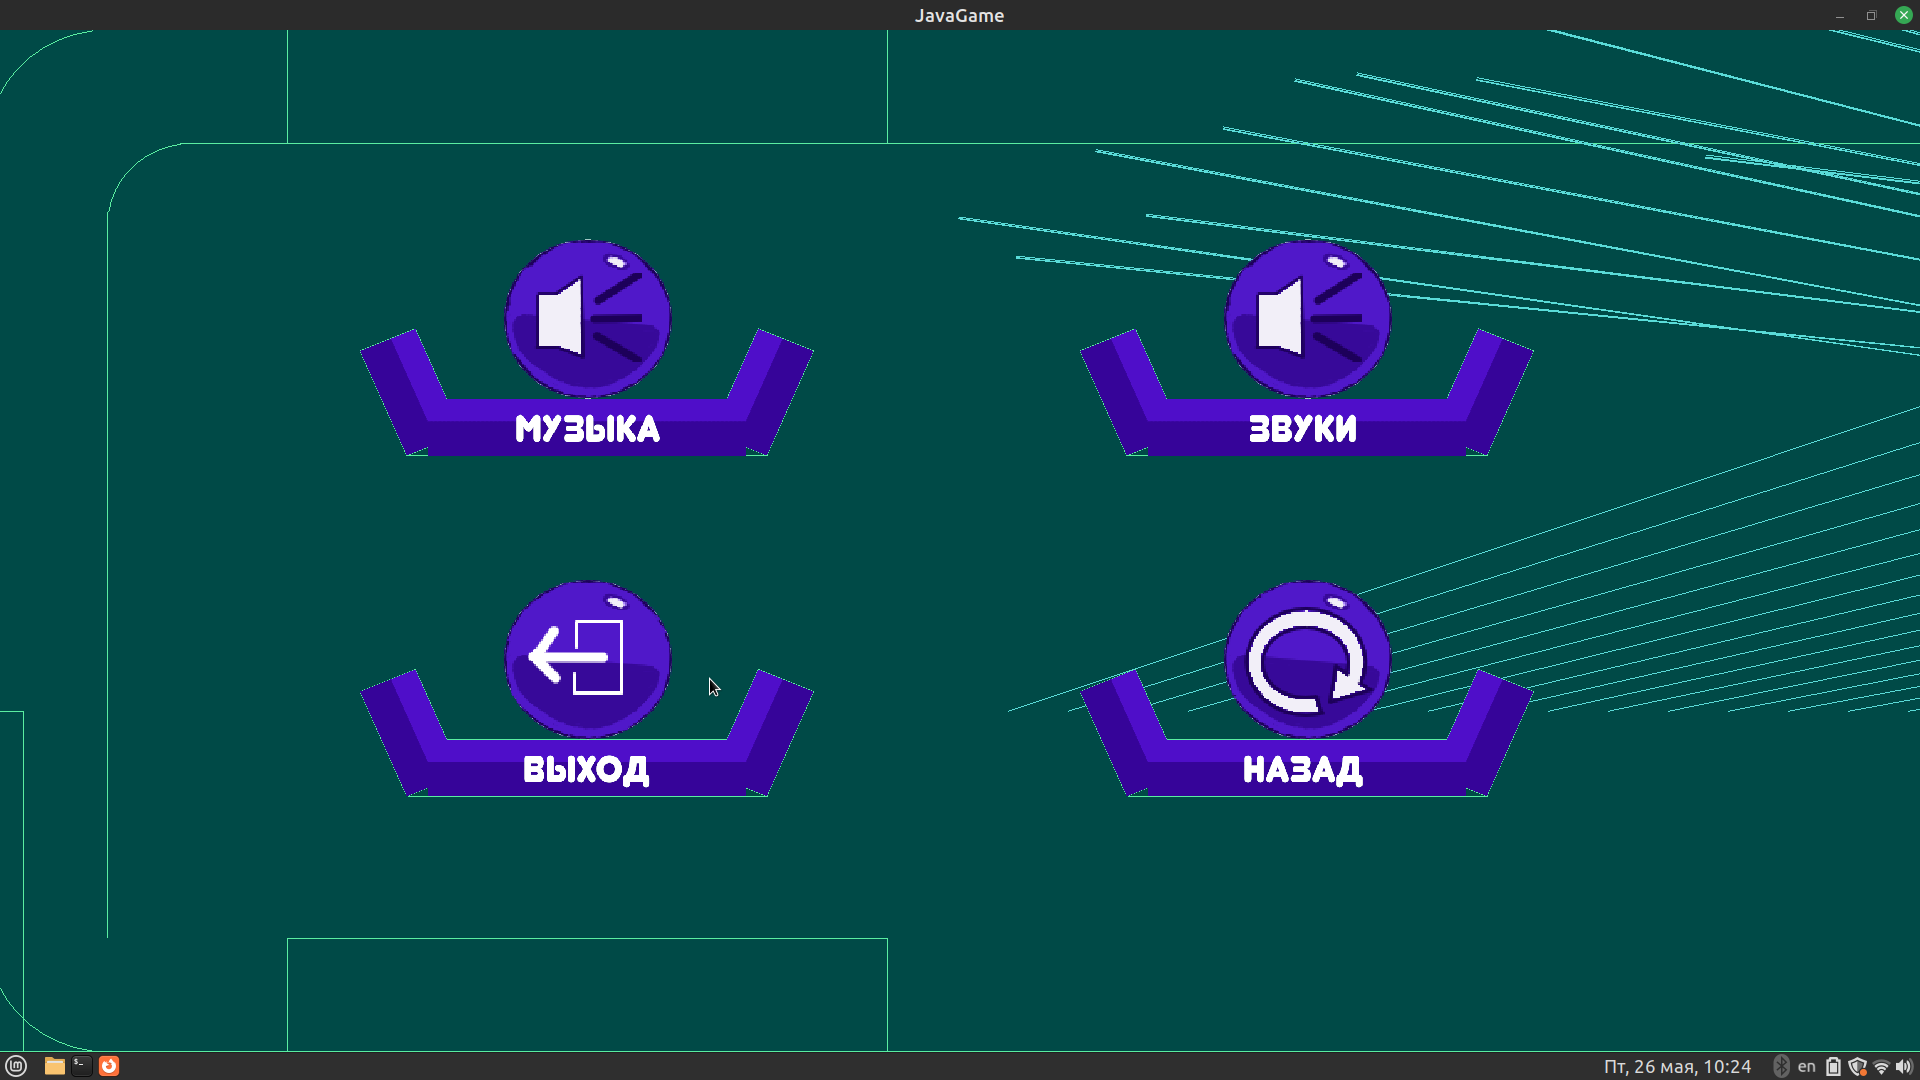 JavaGame
МУЗЫКА
ЗВУКИ
ВЫХОД
НАЗАД
Пт, 26 мая, 10:24
en